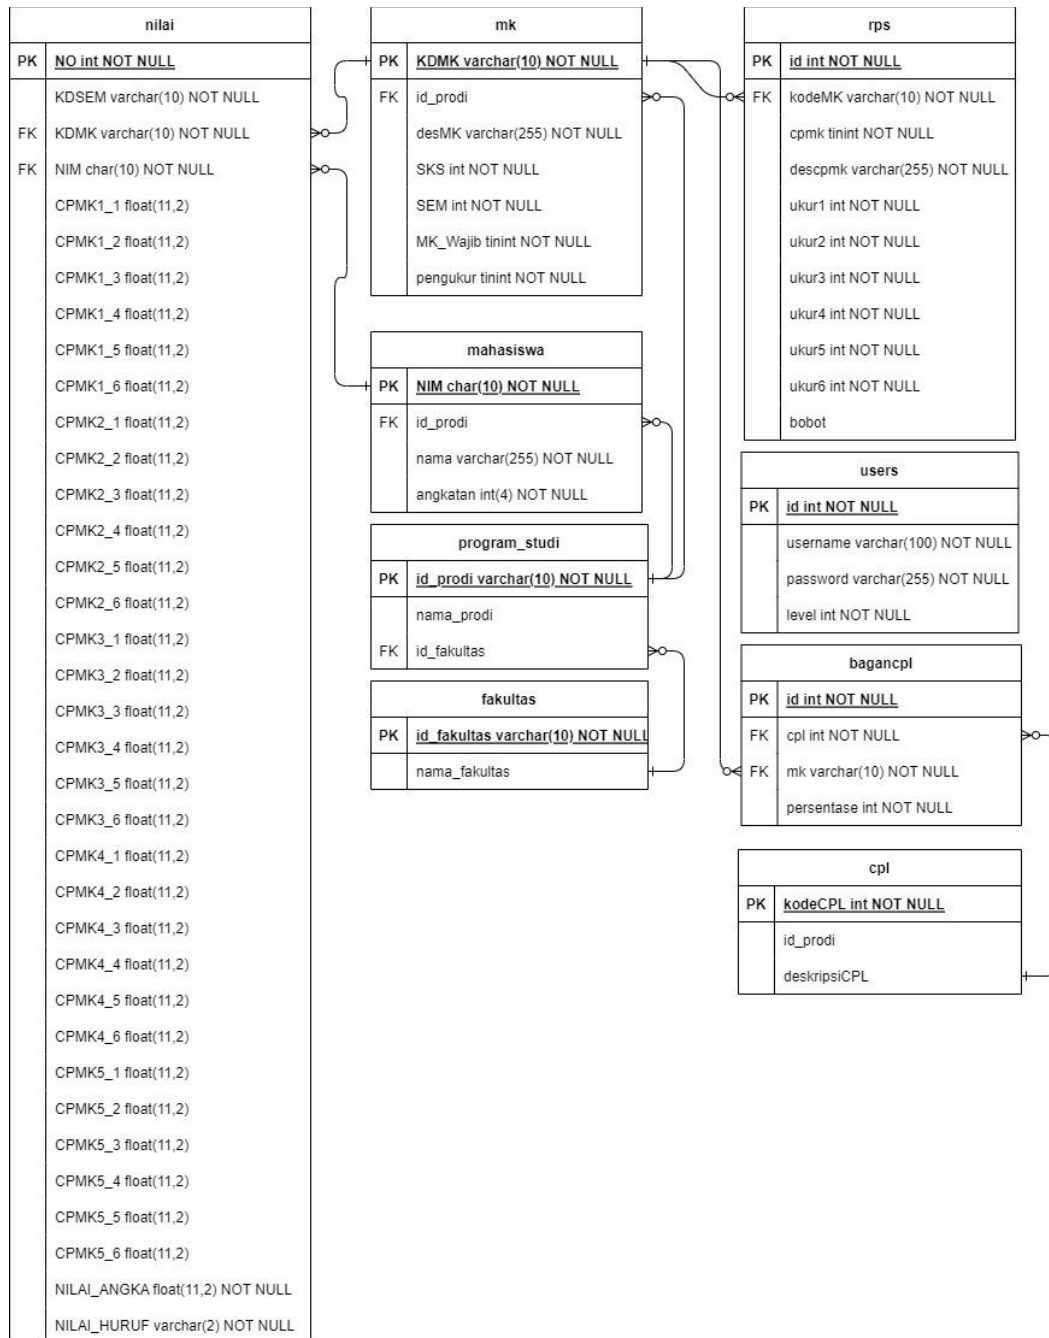 nilai
PK NO int NOT NULL
KDSEM varchar(10) NOT NULL
FK KDMK varchar(10) NOT NULL
FK NIM char(10) NOT NULL
CPMK1_1 float(11,2)
CPMK1_2 float(11,2)
CPMK1_3 float(11,2)
CPMK1_4 float(11,2)
CPMK1_5 float(11,2)
CPMK1_6 float(11,2)
CPMK2_1 float(11,2)
CPMK2_2 float(11,2)
CPMK2_3 float(11,2)
CPMK2_4 float(11,2)
CPMK2_5 float(11,2)
CPMK2_6 float(11,2)
CPMK3_1 float(11,2)
CPMK3_2 float(11,2)
CPMK3_3 float(11,2)
CPMK3_4 float(11,2)
CPMK3_5 float(11,2)
CPMK3_6 float(11,2)
CPMK4_1 float(11,2)
CPMK4_2 float(11,2)
CPMK4_3 float(11,2)
CPMK4_4 float(11,2)
CPMK4_5 float(11,2)
CPMK4_6 float(11,2)
CPMK5_1 float(11,2)
CPMK5_2 float(11,2)
CPMK5_3 float(11,2)
CPMK5_4 float(11,2)
CPMK5_5 float(11,2)
CPMK5_6 float(11,2)
NILAI_ANGKA float(11,2) NOT NULL
NILAI_HURUF varchar(2) NOT NULL
mk
PK KDMK varchar(10) NOT NULL
FK id_prodi
desMK varchar(255) NOT NULL
SKS int NOT NULL
SEM int NOT NULL
MK_Wajib tinint NOT NULL
pengukur tinint NOT NULL
mahasiswa
PK NIM char(10) NOT NULL
FK id_prodi
nama varchar(255) NOT NULL
angkatan int(4) NOT NULL
program_studi
PK id_prodi varchar(10) NOT NULL
nama_prodi
FK id_fakultas
fakultas
PK id_fakultas varchar(10) NOT NULL
nama_fakultas
rps
PK id int NOT NULL
FK kodeMK varchar(10) NOT NULL
cpmk tinint NOT NULL
descpmk varchar(255) NOT NULL
ukur1 int NOT NULL
ukur2 int NOT NULL
ukur3 int NOT NULL
ukur4 int NOT NULL
ukur5 int NOT NULL
ukur6 int NOT NULL
bobot
users
PK id int NOT NULL
username varchar(100) NOT NULL
password varchar(255) NOT NULL
level int NOT NULL
bagancpl
PK id int NOT NULL
FK cpl int NOT NULL
FK mk varchar(10) NOT NULL
persentase int NOT NULL
cpl
PK kodeCPL int NOT NULL
id_prodi
deskripsiCPL